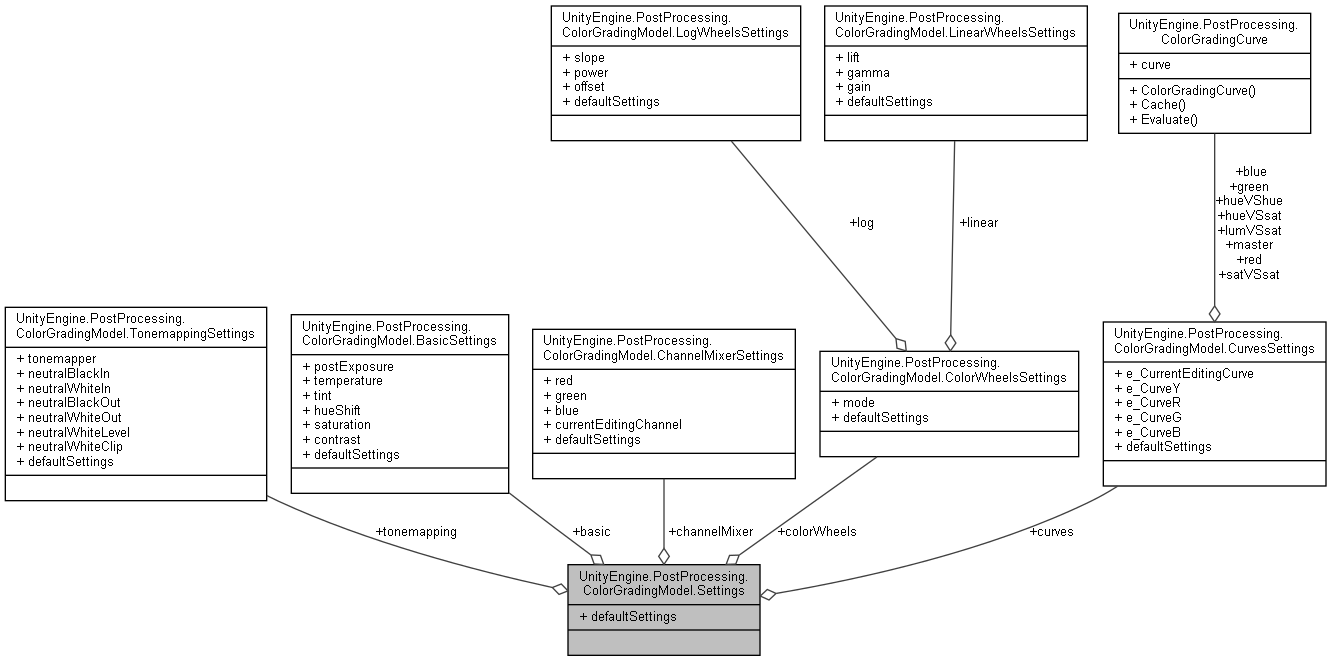 UnityEngine.PostProcessing.
ColorGradingModel.LogWheelsSettings
+ slope
+ power
+ offset
+ defaultSettings
UnityEngine.PostProcessing.
ColorGradingModel.LinearWheelsSettings
+ lift
+ gamma
+ gain
+ defaultSettings
UnityEngine.PostProcessing.
ColorGradingCurve
+ curve
+ ColorGradingCurve()
+ Cache()
+ Evaluate()
+log
+linear
+blue
+green
+hueVShue
+hueVSsat
+lumVSsat
+master
+red
+satVSsat
UnityEngine.PostProcessing.
ColorGradingModel.TonemappingSettings
+ tonemapper
+ neutralBlackIn
+ neutralWhiteIn
+ neutralBlackOut
+ neutralWhiteOut
+ neutralWhiteLevel
+ neutralWhiteClip
+ defaultSettings
UnityEngine.PostProcessing.
ColorGradingModel.BasicSettings
+ postExposure
+ temperature
+ tint
+ hueShift
+ saturation
+ contrast
+ defaultSettings
UnityEngine.PostProcessing.
ColorGradingModel.ChannelMixerSettings
+ red
+ green
+ blue
+ currentEditingChannel
+ defaultSettings
UnityEngine.PostProcessing.
ColorGradingModel.ColorWheelsSettings
+ mode
+ defaultSettings
UnityEngine.PostProcessing.
ColorGradingModel.CurvesSettings
+ e_CurrentEditingCurve
+ e_CurveY
+ e_CurveR
+ e_CurveG
+ e_CurveB
+ defaultSettings
+tonemapping
+basic
+channelMixer
+colorWheels
+curves
UnityEngine.PostProcessing.
ColorGradingModel.Settings
+ defaultSettings